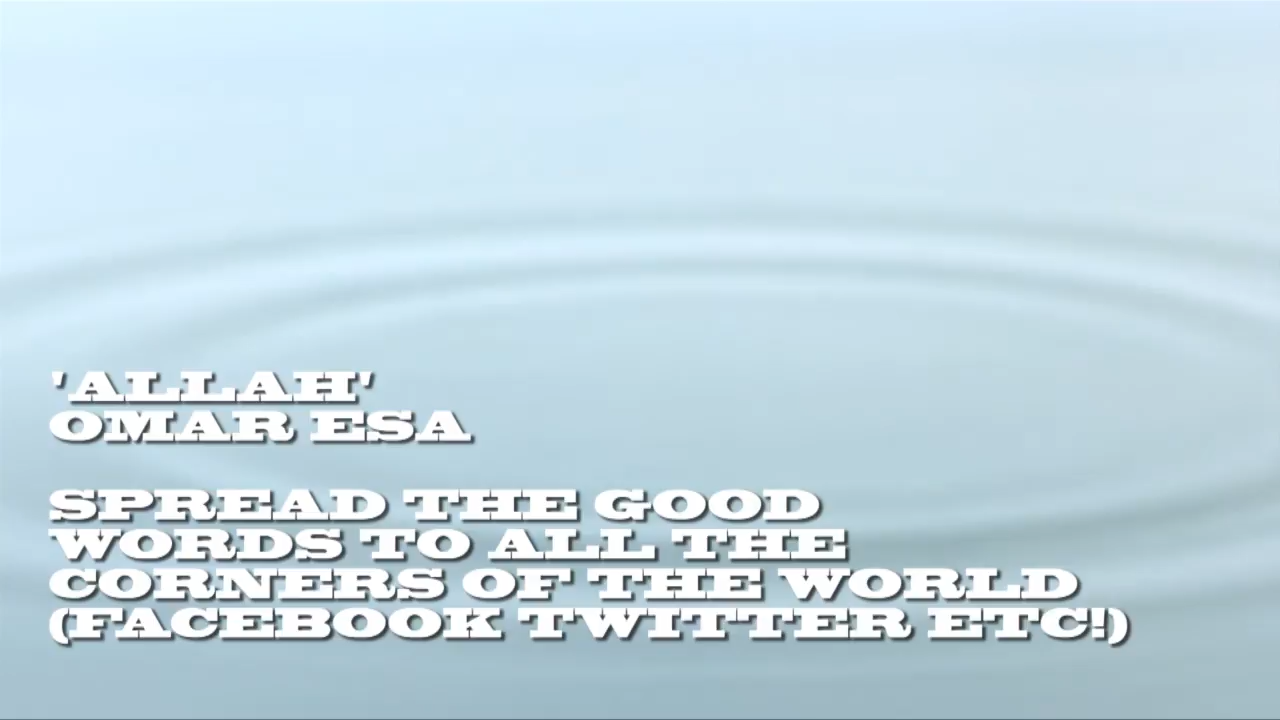 'ALLAH'
OMAR ESA
SPREAD THE GOOD
WORDS TO ALL THE
CORNERS OF THE WORLD
(FACEBOOK TWITTER ETC!)